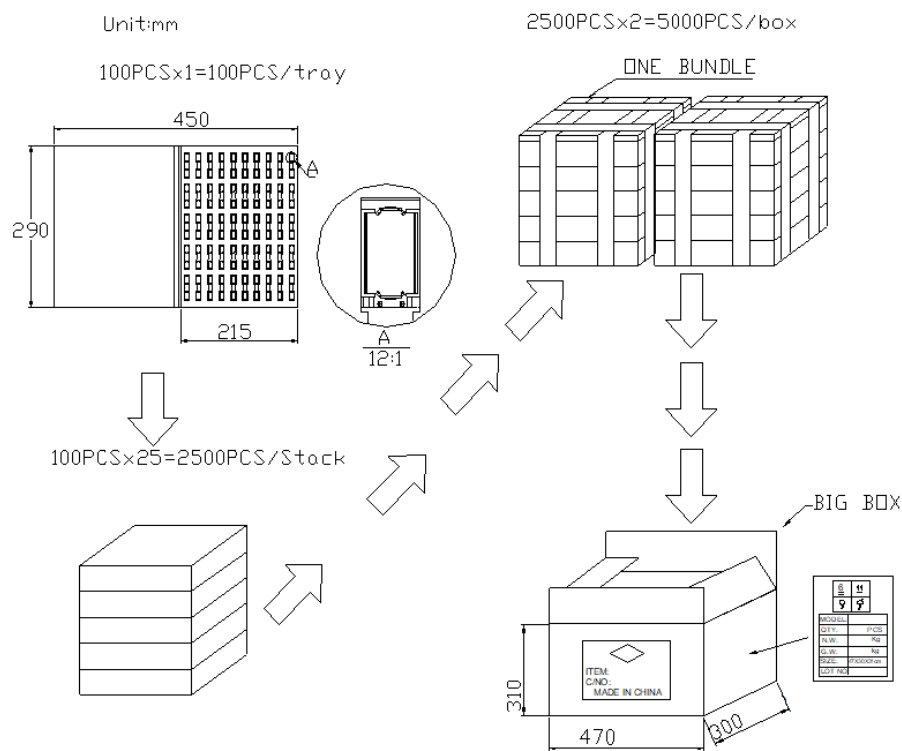 Unit:mm
2500PCSx2=5000PCS/box
100PCSx1=100PCS/tray
ONE BUNDLE
450
A
290
215
A
12:1
100PCSx25=2500PCS/Stack
BIG BOX
MODEL
QTY. PCS
N.W. KG
G.W. KG
SIZE.
LOT NO
ITEM:
C/NO:
MADE IN CHINA
310
470
300